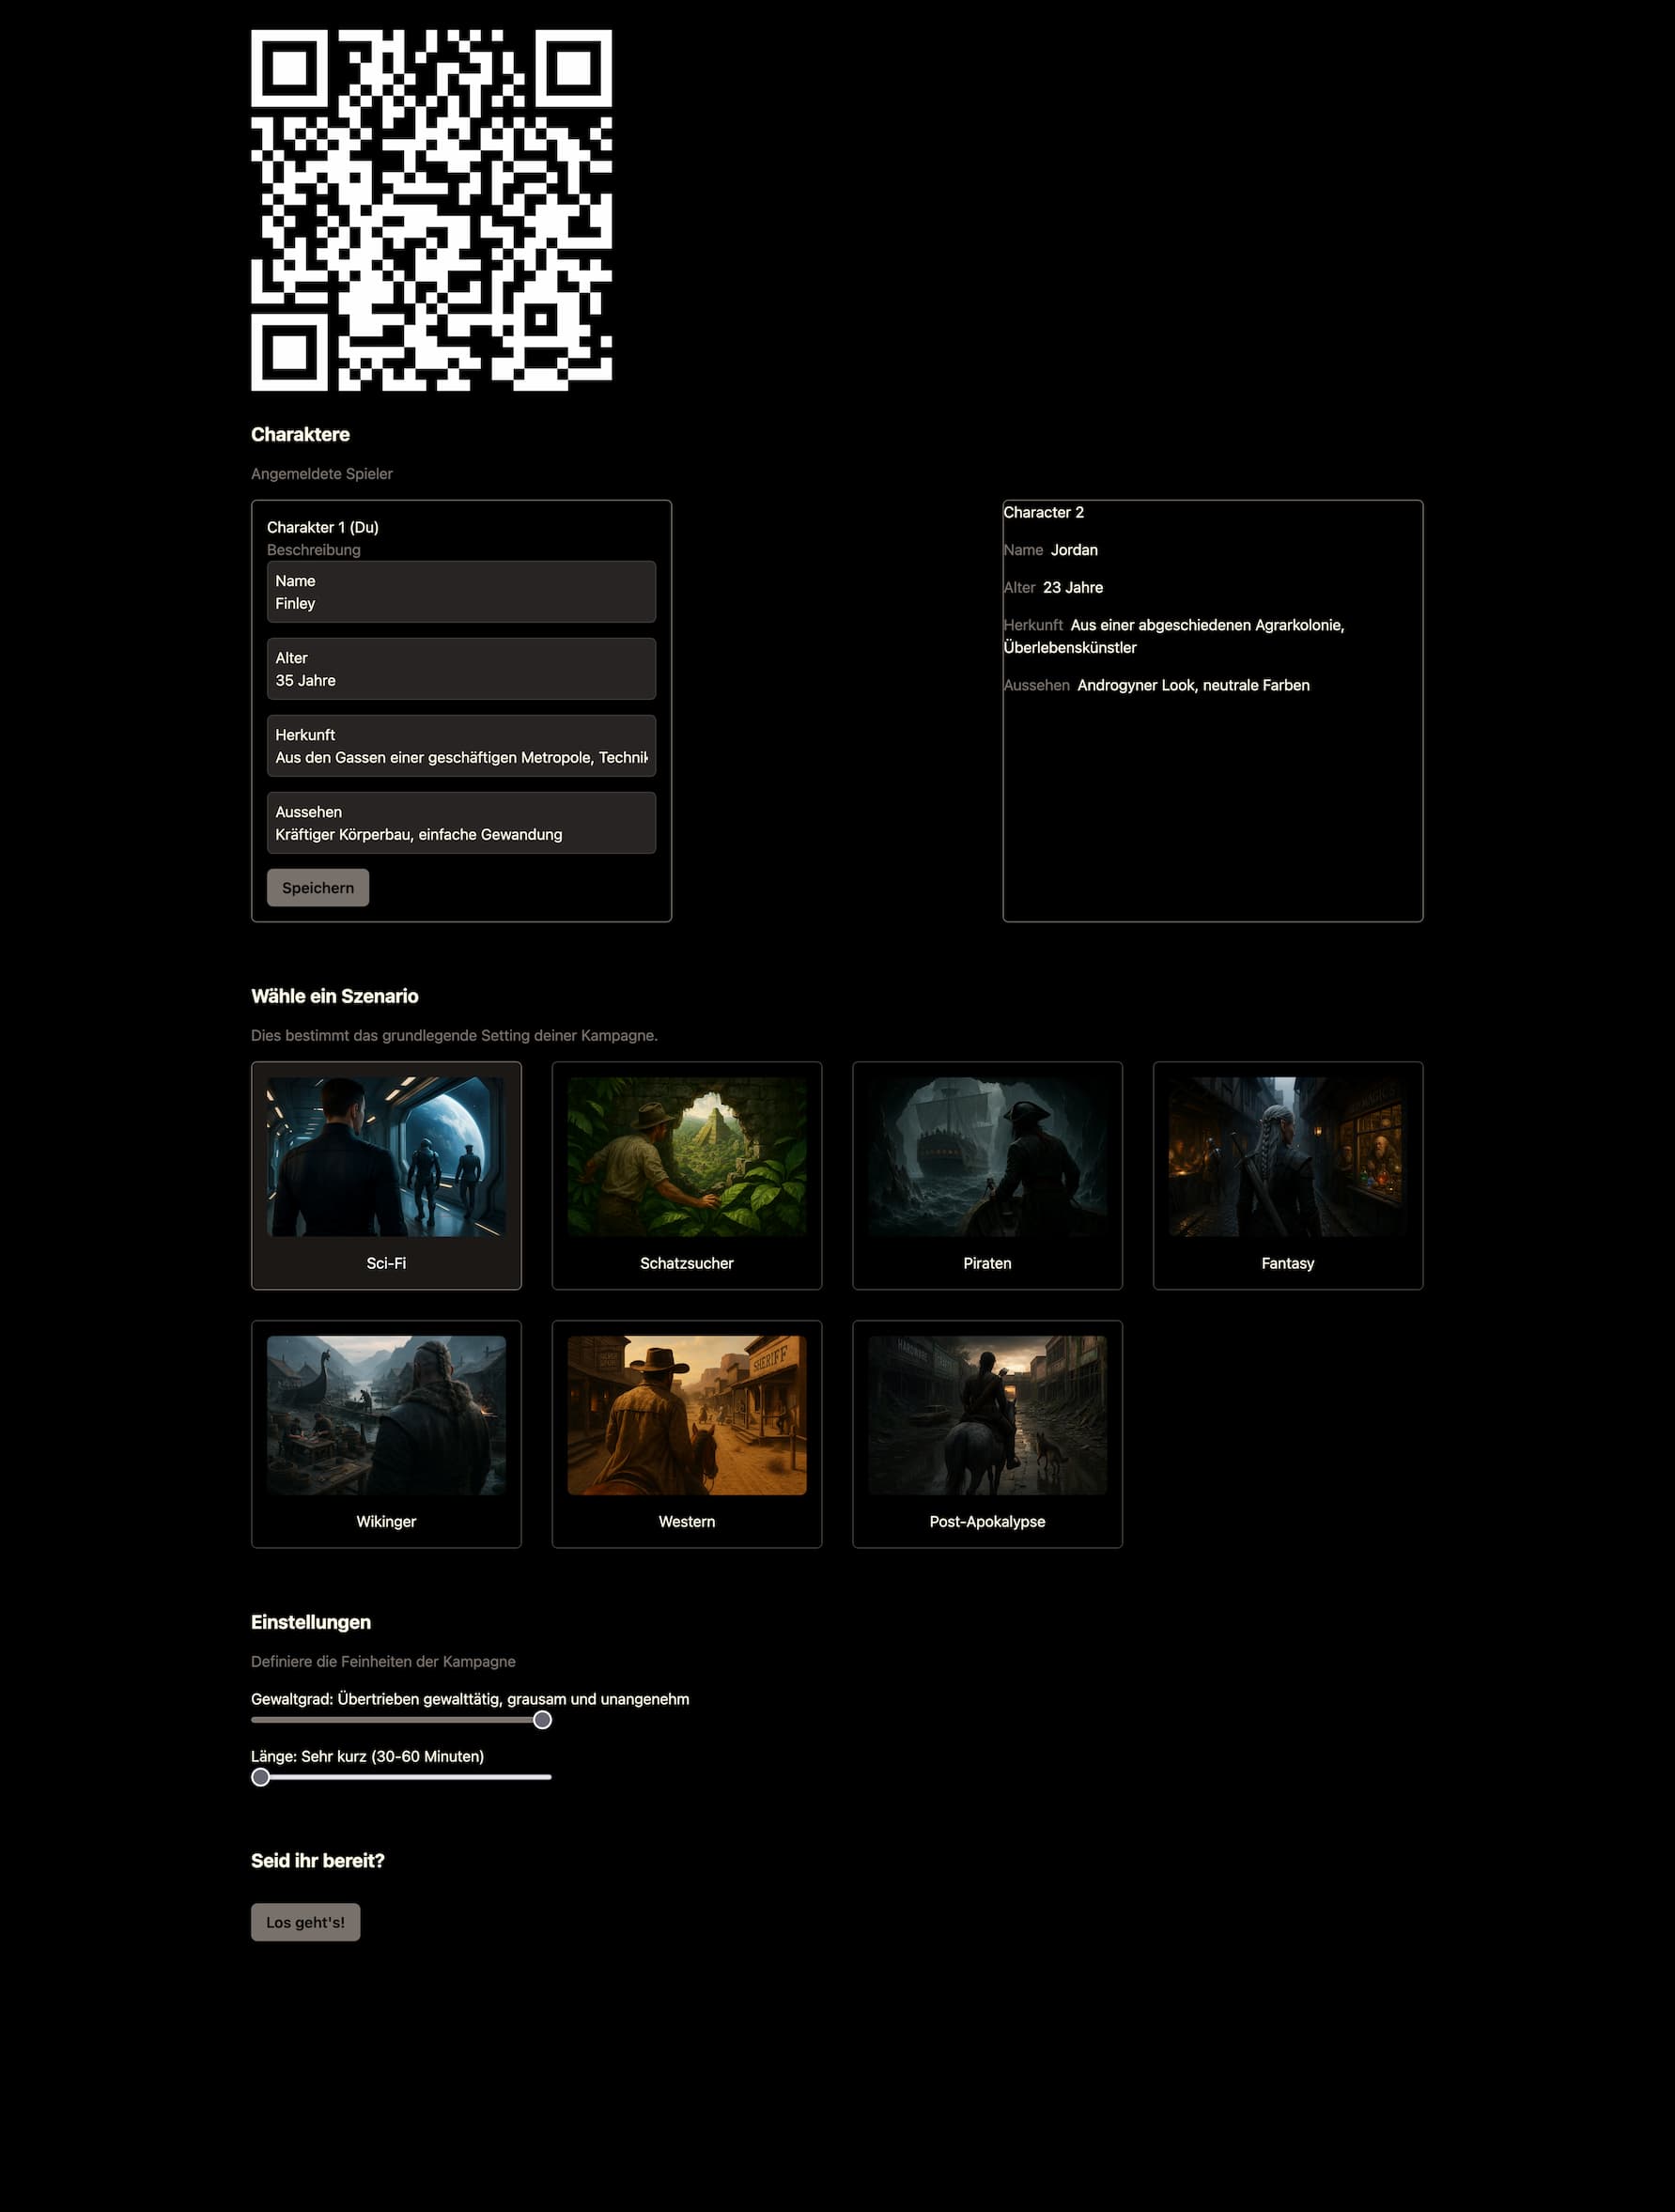 Charaktere
Angemeldete Spieler
Charakter 1 (Du)
Beschreibung
Name
Finley
Alter
35 Jahre
Herkunft
Aus den Gassen einer geschäftigen Metropole, Technik
Aussehen
Kräftiger Körperbau, einfache Gewandung
Speichern
Character 2
Name Jordan
Alter 23 Jahre
Herkunft Aus einer abgeschiedenen Agrarkolonie,
Überlebenskünstler
Aussehen Androgyner Look, neutrale Farben
Wähle ein Szenario
Dies bestimmt das grundlegende Setting deiner Kampagne.
Sci-Fi
Schatzsucher
Piraten
Fantasy
SHERIFF
Wikinger
Western
Post-Apokalypse
Einstellungen
Definiere die Feinheiten der Kampagne
Gewaltgrad: Übertrieben gewalttätig, grausam und unangenehm
Länge: Sehr kurz (30-60 Minuten)
Seid ihr bereit?
Los geht's!